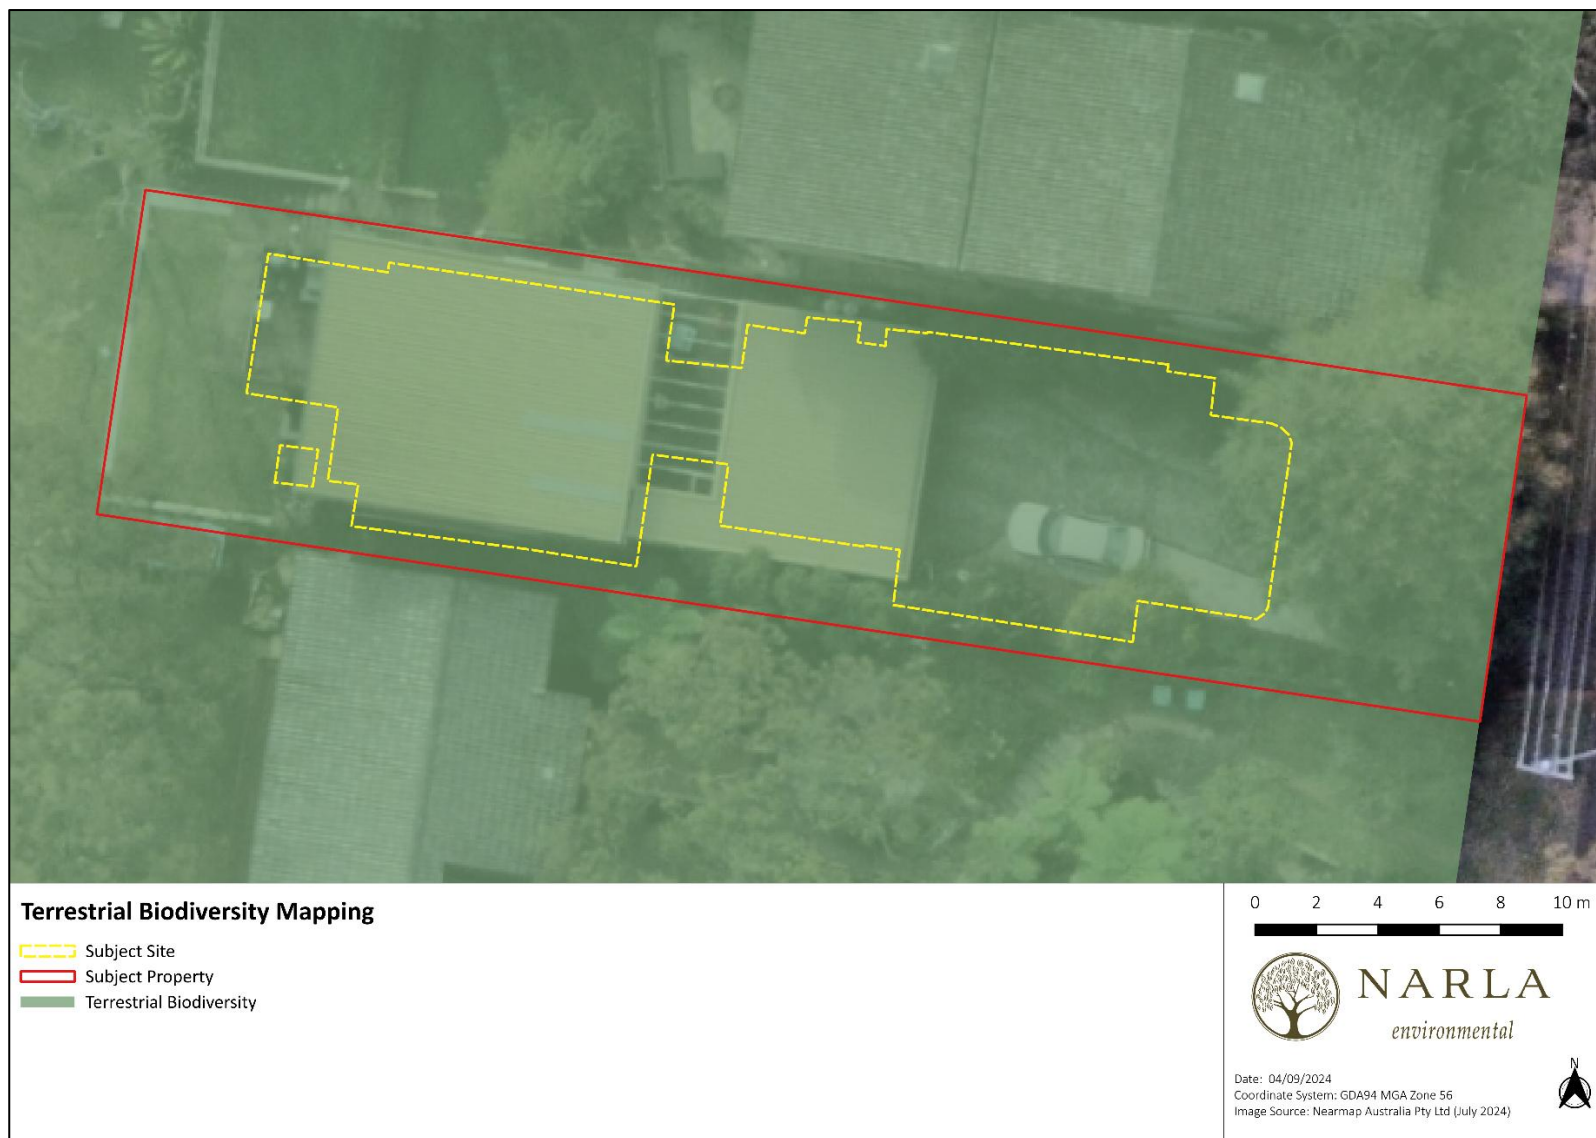 Terrestrial Biodiversity Mapping
Subject Site
Subject Property
Terrestrial Biodiversity
0 2 4 6 8 10 m
NARLA
environmental
N
Date: 04/09/2024
Coordinate System: GDA94 MGA Zone 56
Image Source: Nearmap Australia Pty Ltd (July 2024)